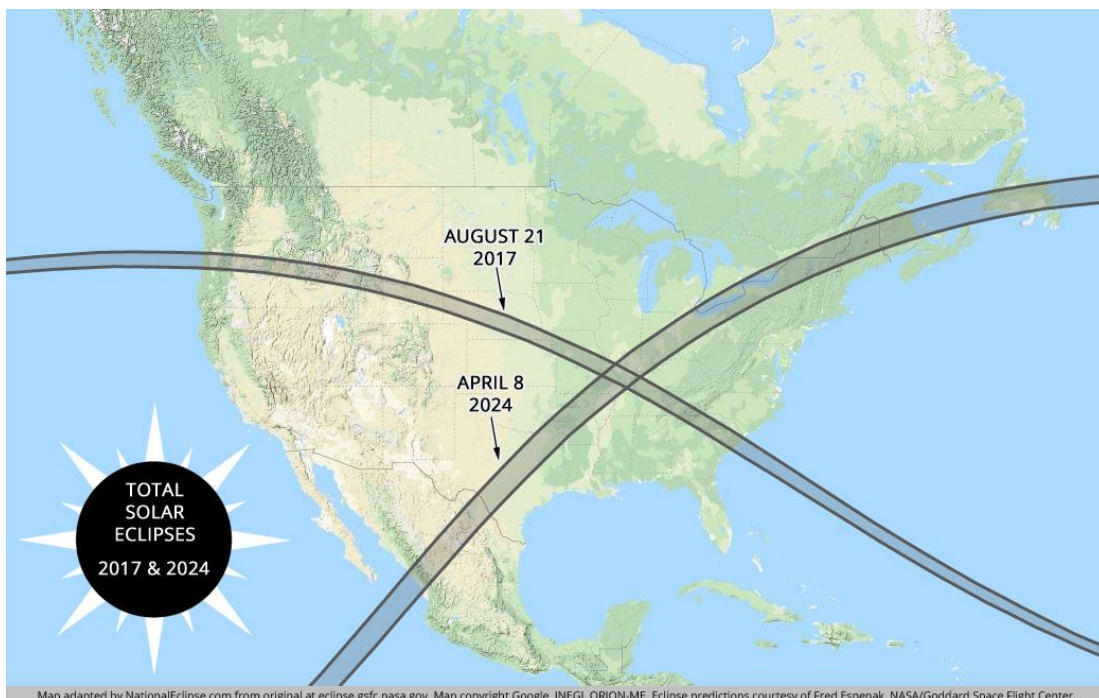 AUGUST 21
2017
APRIL 8
2024
TOTAL
SOLAR
ECLIPSES
2017 & 2024
Map adapted by NationalEclipse.com from original at eclipse.gsfc.nasa.gov. Map copyright Google, INEGI, ORION-ME. Eclipse predictions courtesy of Fred Espenak, NASA/Goddard Space Flight Center.